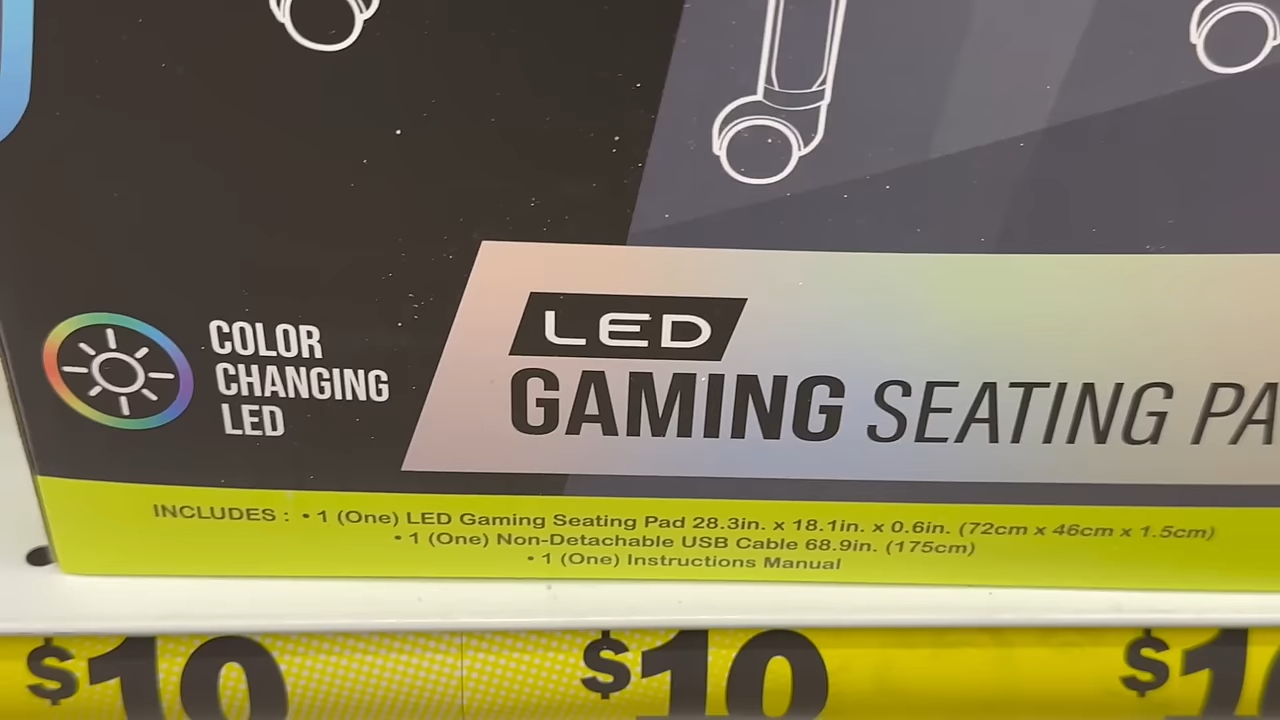 COLOR
CHANGING
LED
LED
GAMING SEATING PA
INCLUDES : • 1 (One) LED Gaming Seating Pad 28.3in. x 18.1in. x 0.6in. (72cm x 46cm x 1.5cm)
• 1 (One) Non-Detachable USB Cable 68.9in. (175cm)
• 1 (One) Instructions Manual
$10 $10 $1